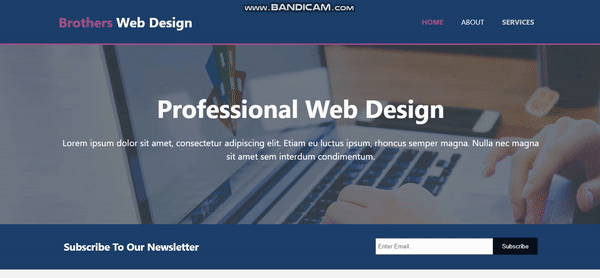 www.BANDICAM.com
Brothers Web Design
HOME ABOUT SERVICES
Professional Web Design
Lorem ipsum dolor sit amet, consectetur adipiscing elit. Etiam eu luctus ipsum, rhoncus semper magna. Nulla nec magna
sit amet sem interdum condimentum.
Subscribe To Our Newsletter
Enter Email...
Subscribe